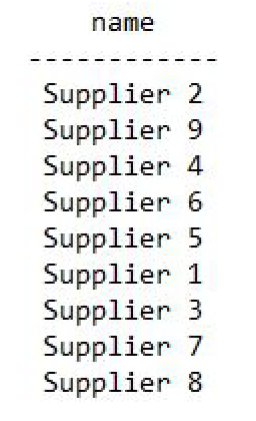 name
------------
Supplier 2
Supplier 9
Supplier 4
Supplier 6
Supplier 5
Supplier 1
Supplier 3
Supplier 7
Supplier 8